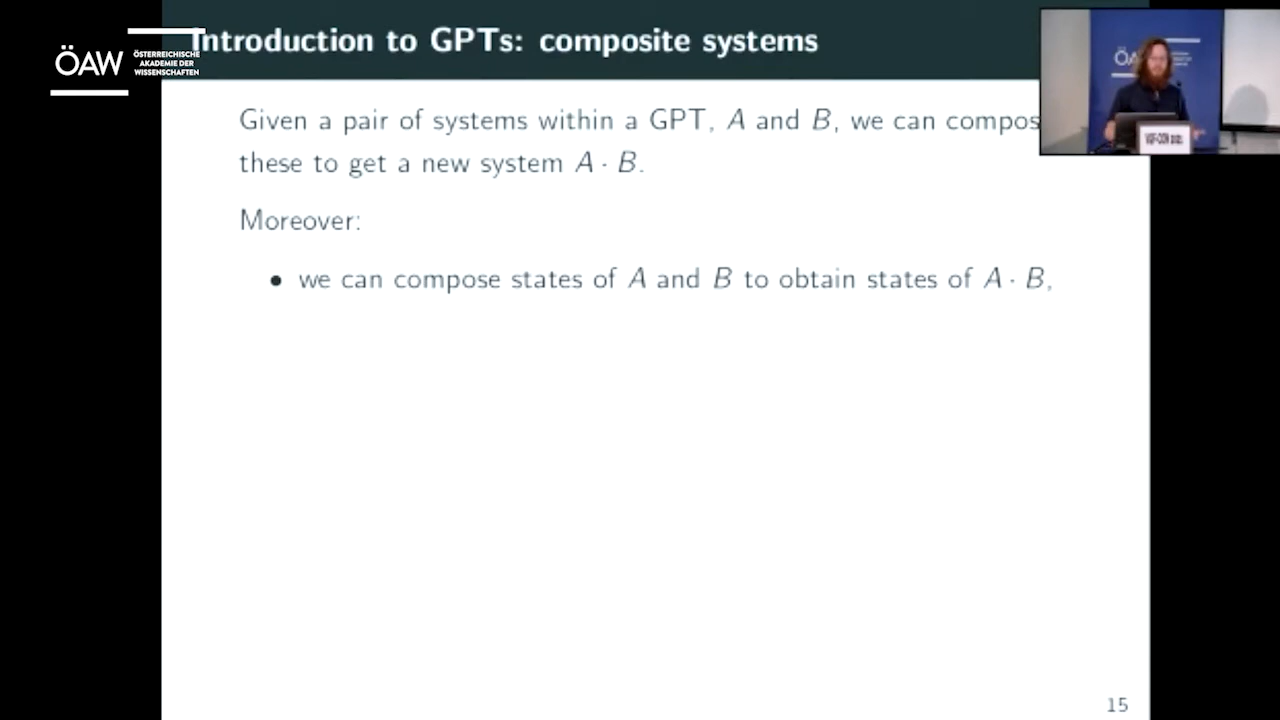 Introduction to GPTs: composite systems
ÖAW
ÖSTERREICHISCHE
AKADEMIE DER
WISSENSCHAFTEN
Given a pair of systems within a GPT, A and B, we can compos
these to get a new system A · B.
Moreover:
• we can compose states of A and B to obtain states of A · B,
15